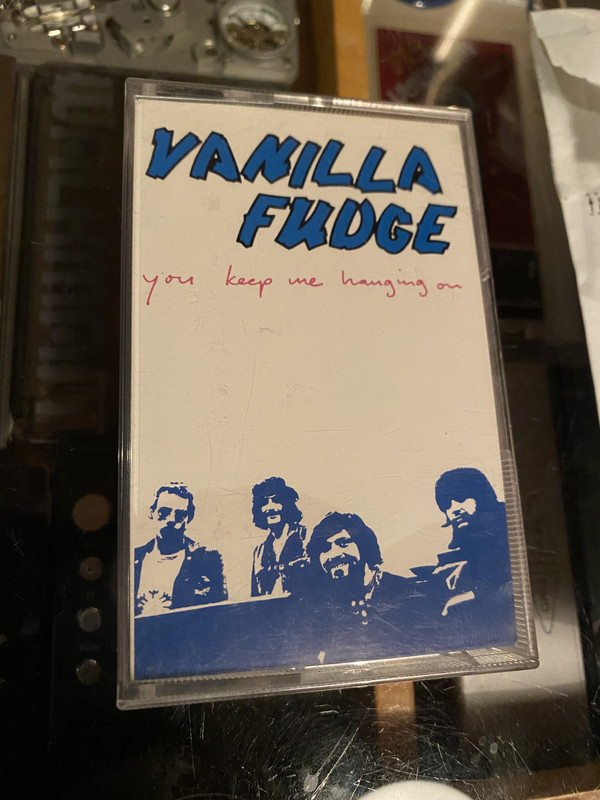 VANILLA
FUDGE
you keep me hanging on